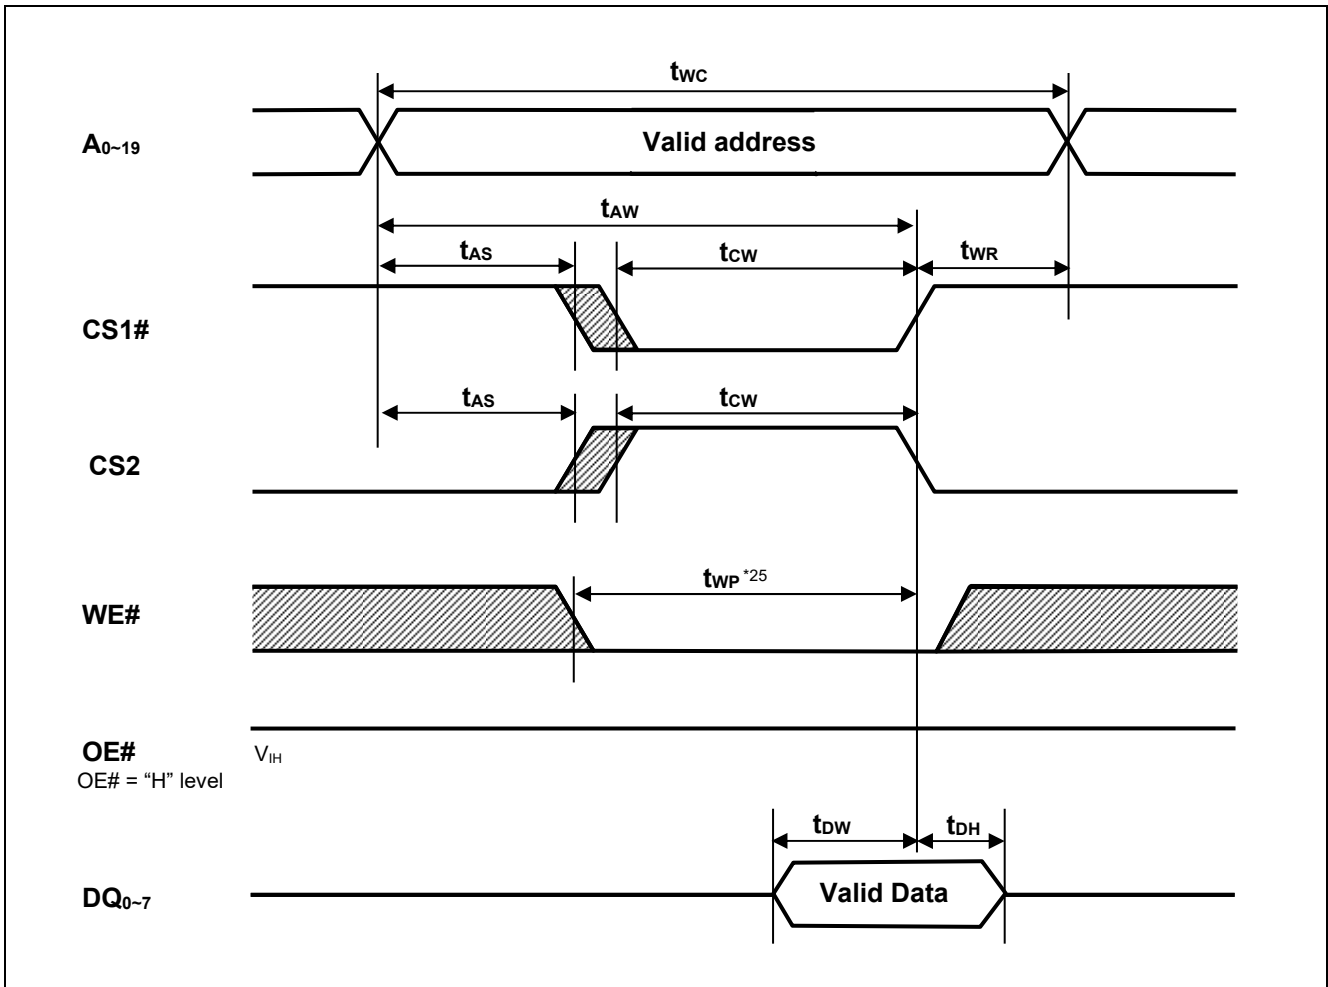 tWC
A0~19
Valid address
tAW
tAS
tCW
tWR
CS1#
tAS
tCW
CS2
tWP *25
WE#
OE#
VIH
OE# = “H” level
tDW
tDH
DQ0~7
Valid Data